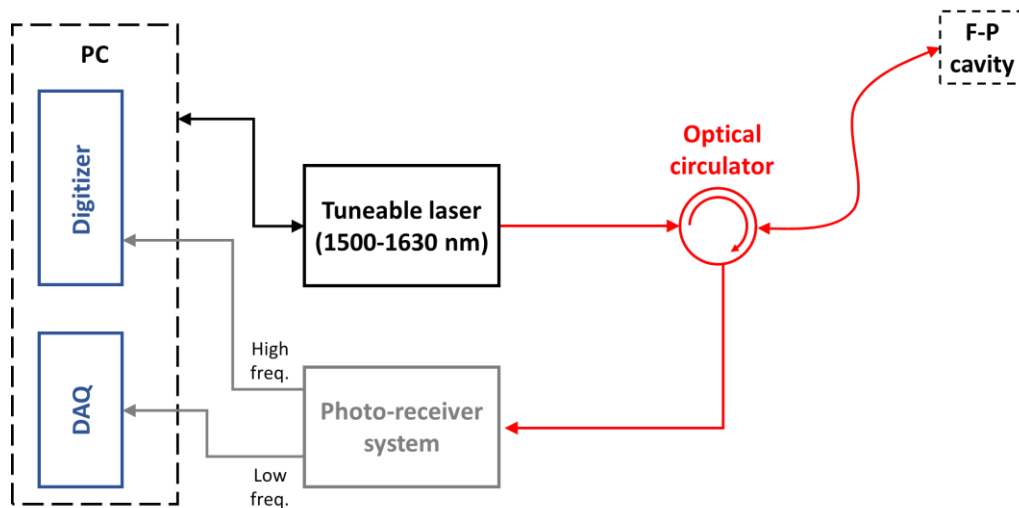 PC
Digitizer
DAQ
Tuneable laser
(1500-1630 nm)
High
freq.
Low
freq.
Photo-receiver
system
Optical
circulator
F-P
cavity